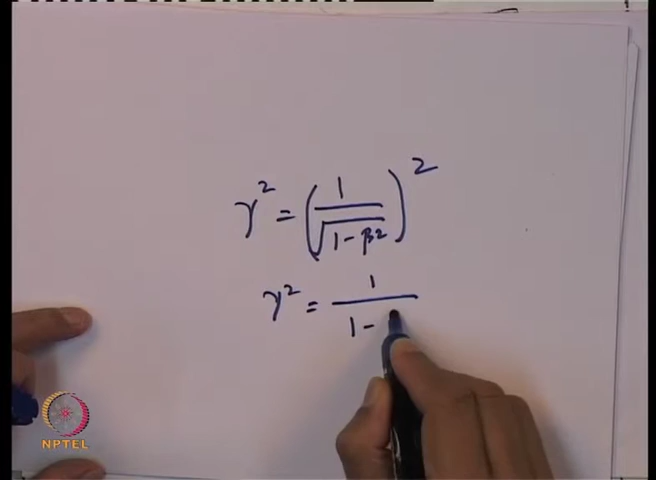 γ² = (1/√(1-β²))²
γ² = 1/(1-
NPTEL